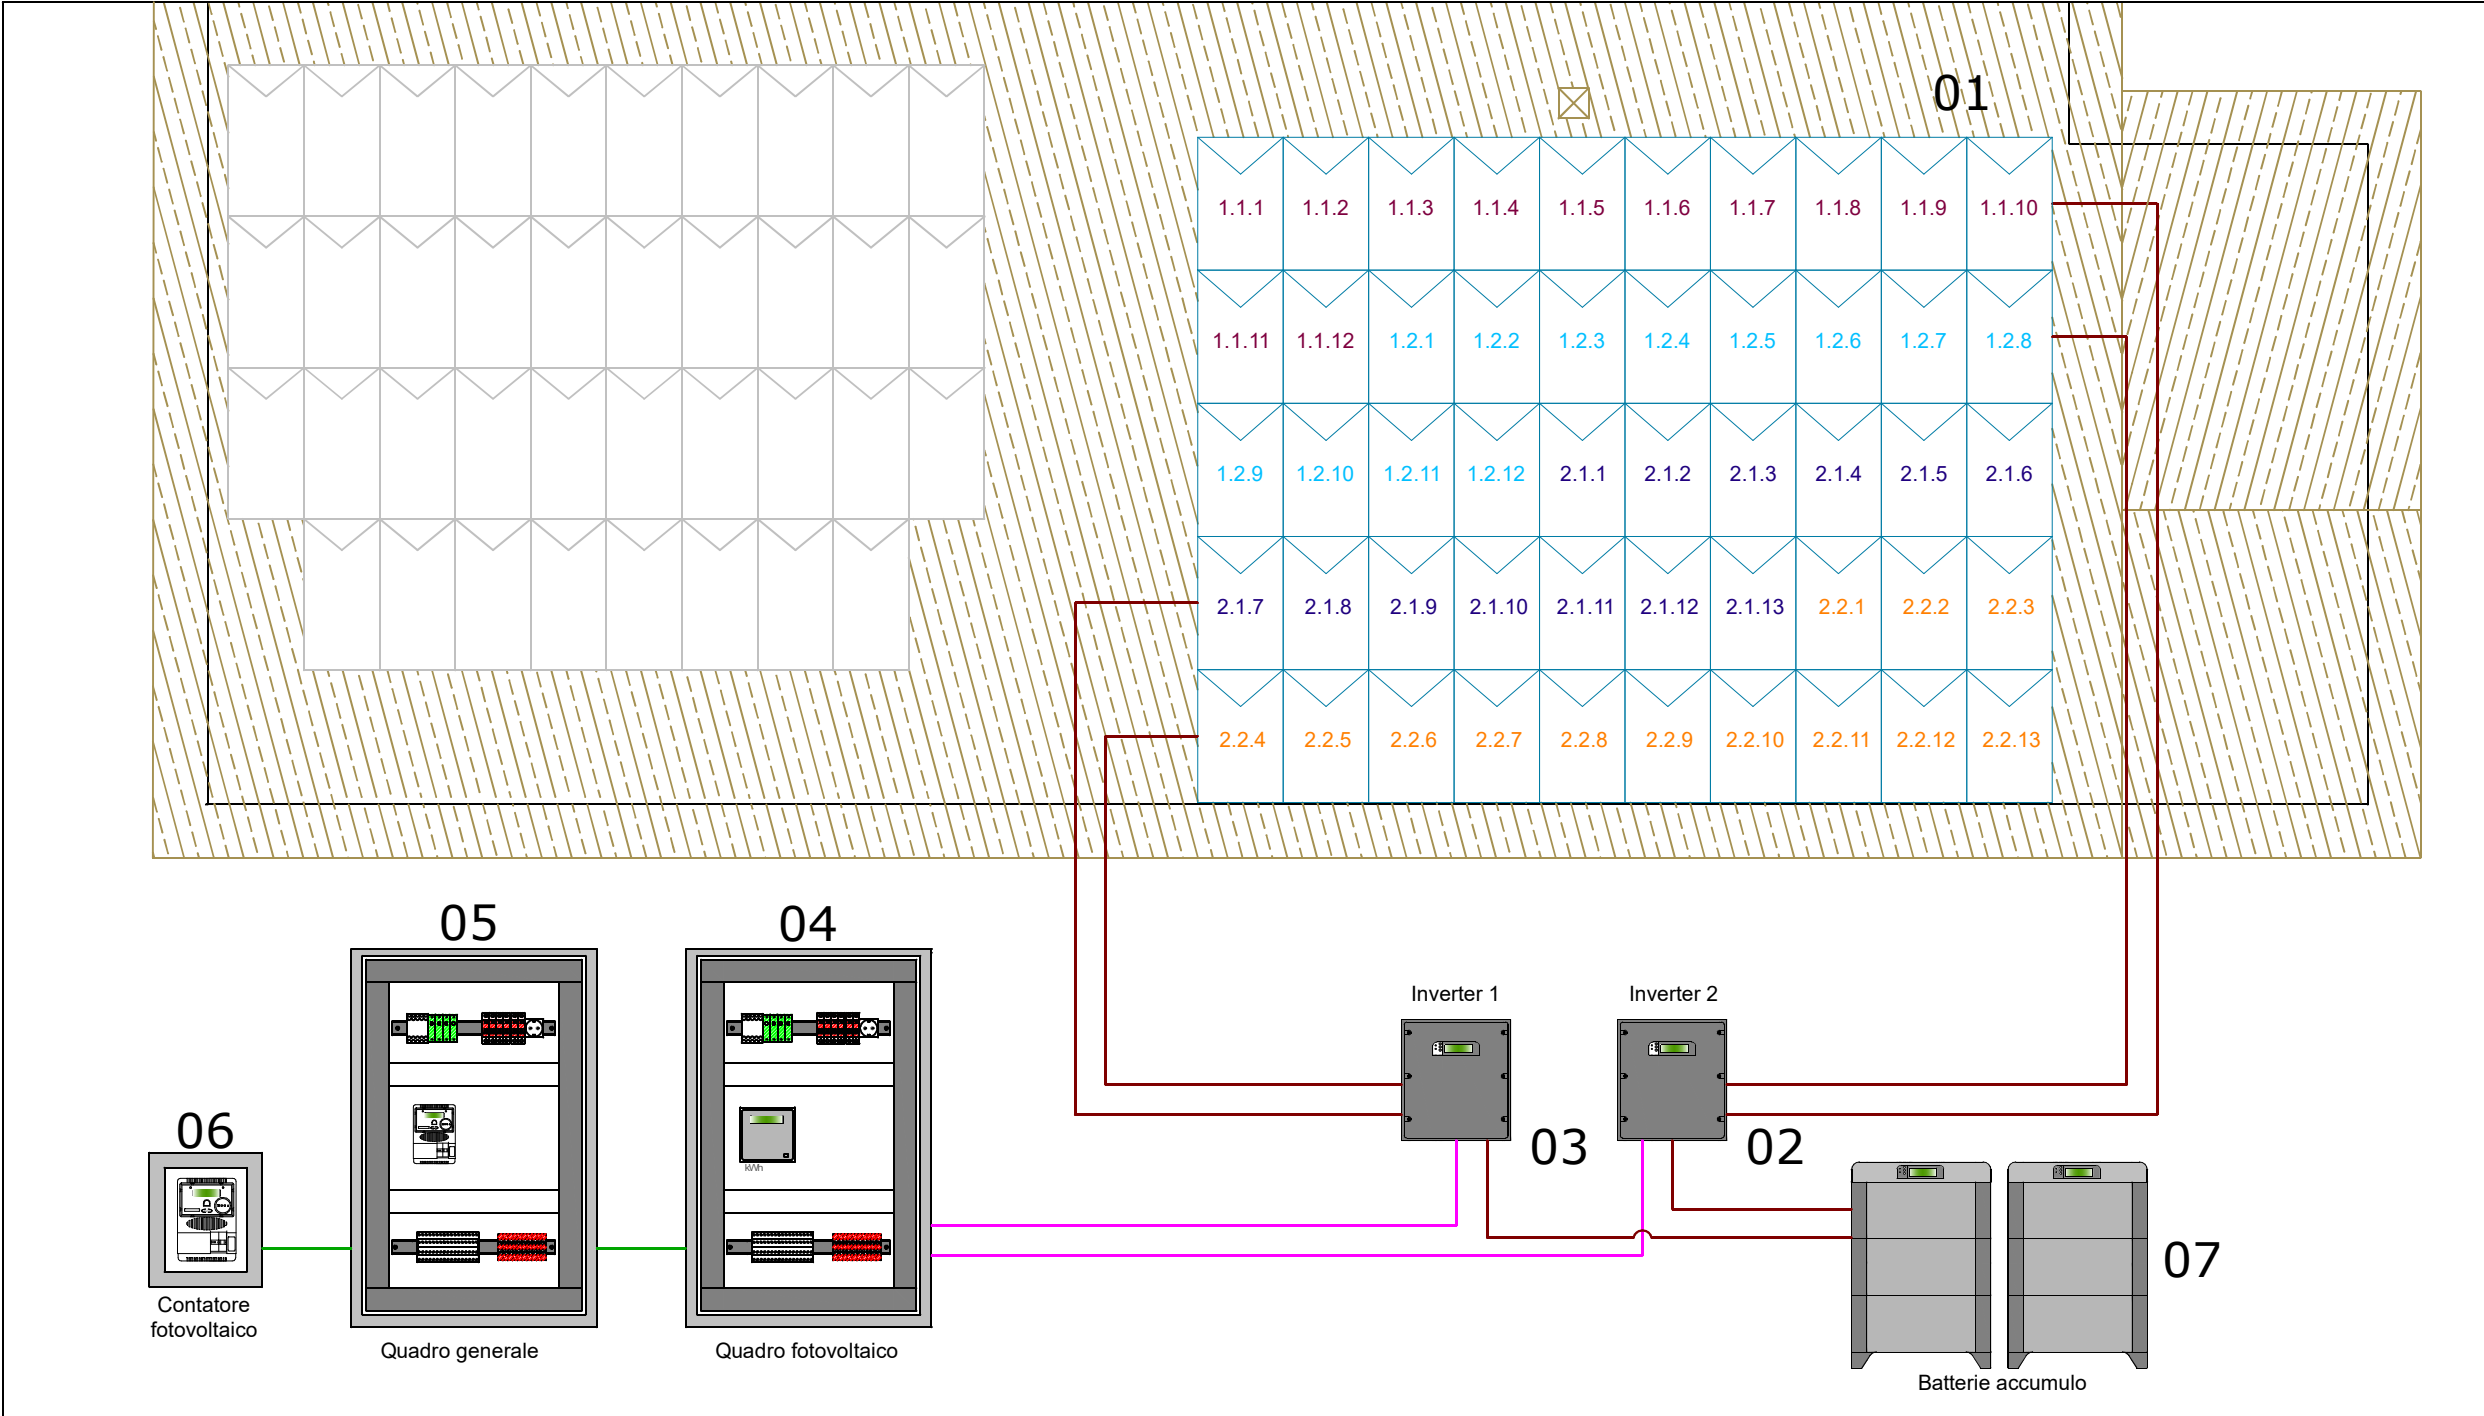 01
1.1.1 1.1.2 1.1.3 1.1.4 1.1.5 1.1.6 1.1.7 1.1.8 1.1.9 1.1.10
1.1.11 1.1.12 1.2.1 1.2.2 1.2.3 1.2.4 1.2.5 1.2.6 1.2.7 1.2.8
1.2.9 1.2.10 1.2.11 1.2.12 2.1.1 2.1.2 2.1.3 2.1.4 2.1.5 2.1.6
2.1.7 2.1.8 2.1.9 2.1.10 2.1.11 2.1.12 2.1.13 2.2.1 2.2.2 2.2.3
2.2.4 2.2.5 2.2.6 2.2.7 2.2.8 2.2.9 2.2.10 2.2.11 2.2.12 2.2.13
05
04
Inverter 1
Inverter 2
06
03
02
kWh
07
Contatore
fotovoltaico
Quadro generale
Quadro fotovoltaico
Batterie accumulo